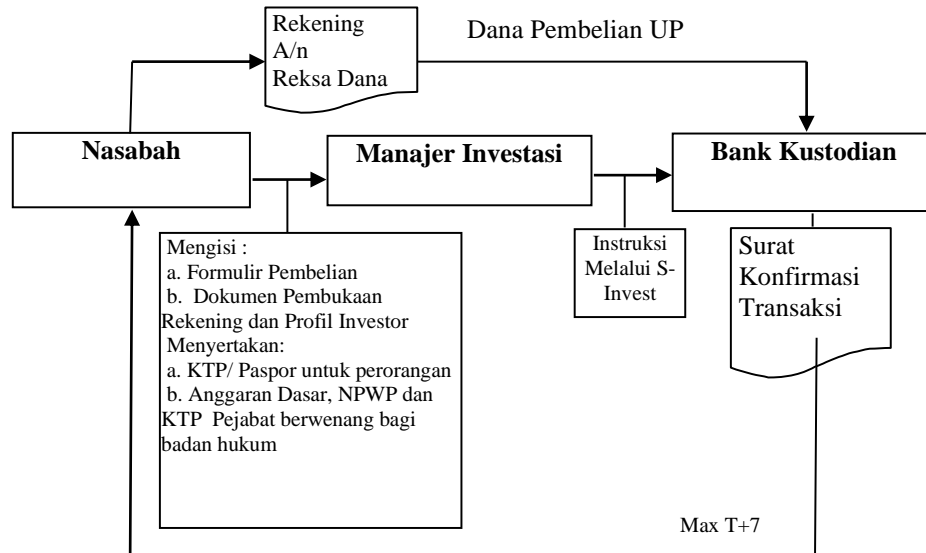 Rekening
A/n
Reksa Dana
Dana Pembelian UP
Nasabah
Manajer Investasi
Bank Kustodian
Mengisi :
a. Formulir Pembelian
b. Dokumen Pembukaan
Rekening dan Profil Investor
Menyertakan:
a. KTP/ Paspor untuk perorangan
b. Anggaran Dasar, NPWP dan
KTP Pejabat berwenang bagi
badan hukum
Instruksi
Melalui S-
Invest
Surat
Konfirmasi
Transaksi
Max T+7